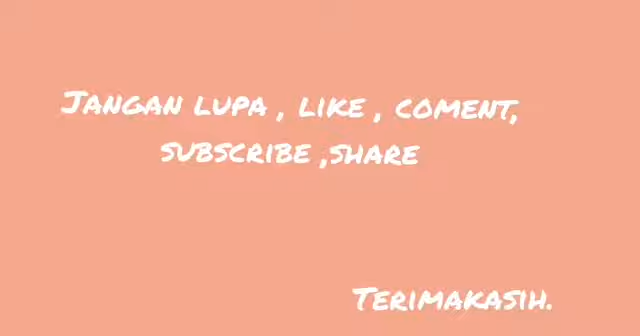 Jangan lupa , like , coment,
subscribe ,share
Terimakasih.